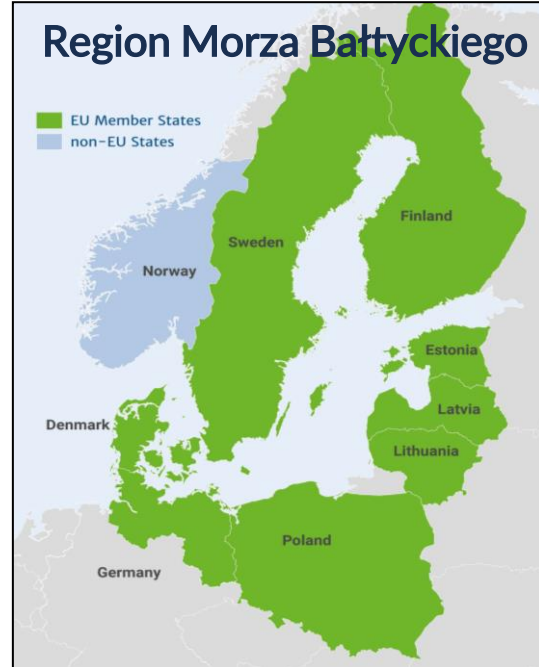 Region Morza Bałtyckiego
EU Member States
non-EU States
Finland
Sweden
Norway
Estonia
Latvia
Denmark
Lithuania
Poland
Germany